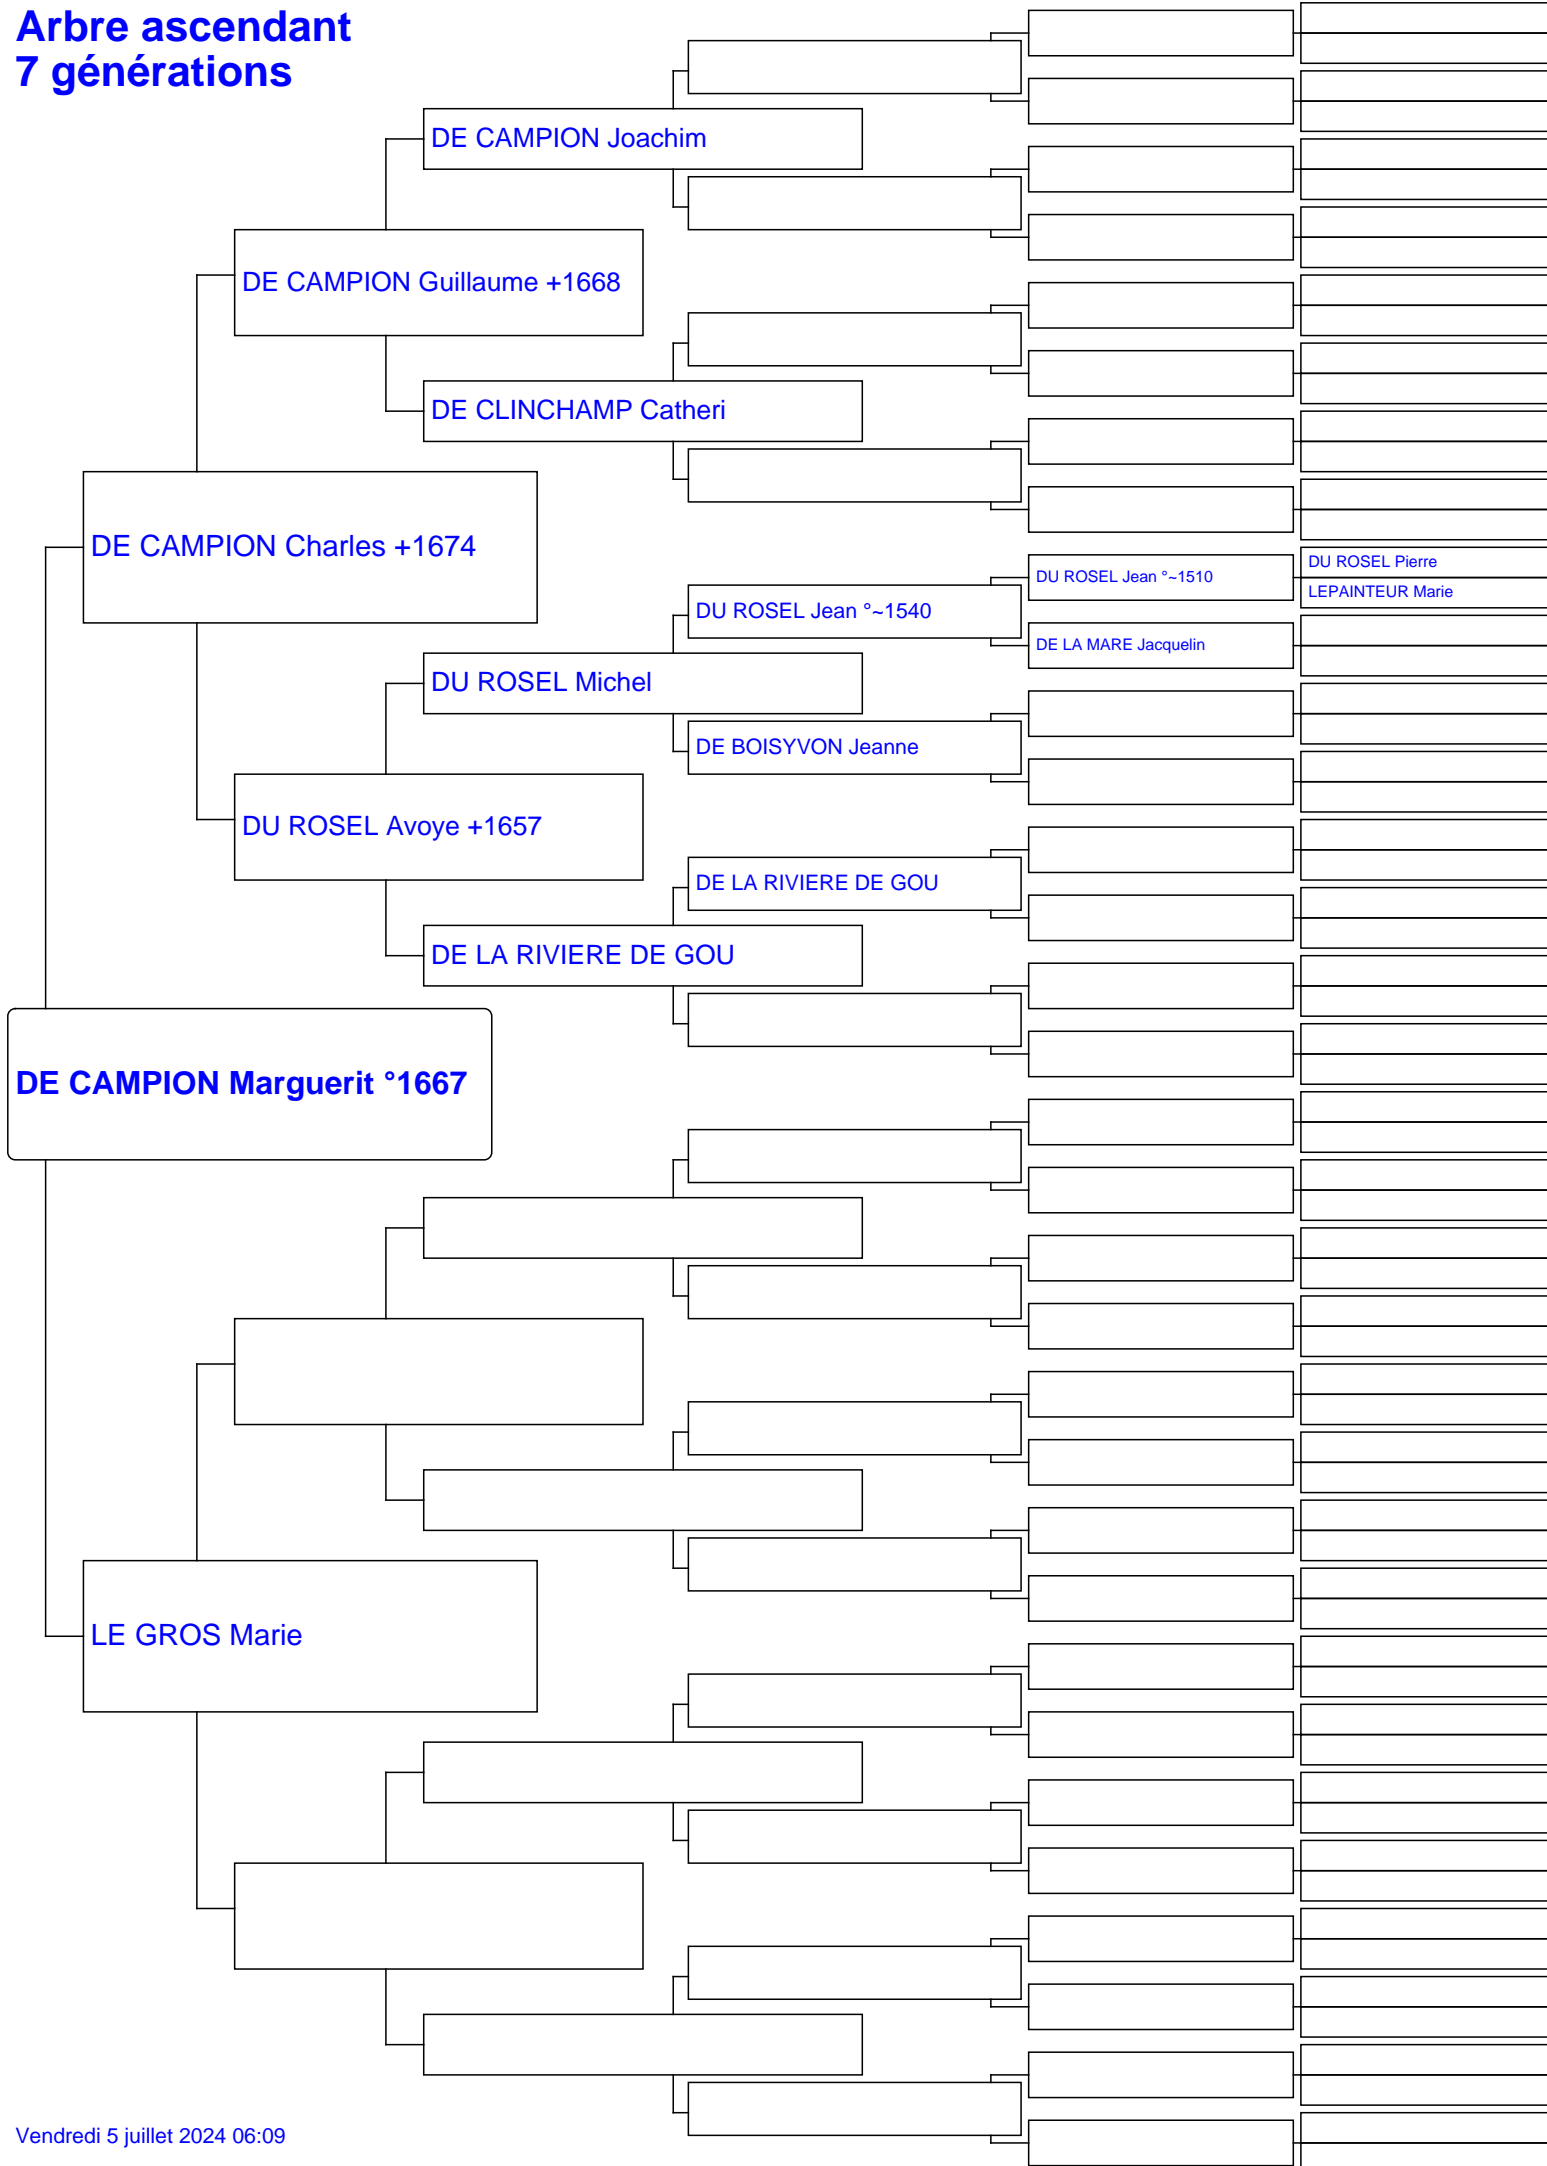 Arbre ascendant
7 générations
DE CAMPION Joachim
DE CAMPION Guillaume +1668
DE CLINCHAMP Catheri
DE CAMPION Charles +1674
DU ROSEL Pierre
DU ROSEL Jean °~1510
LEPAINTEUR Marie
DU ROSEL Jean °~1540
DE LA MARE Jacquelin
DU ROSEL Michel
DE BOISYVON Jeanne
DU ROSEL Avoye +1657
DE LA RIVIERE DE GOU
DE LA RIVIERE DE GOU
DE CAMPION Marguerit °1667
LE GROS Marie
Vendredi 5 juillet 2024 06:09